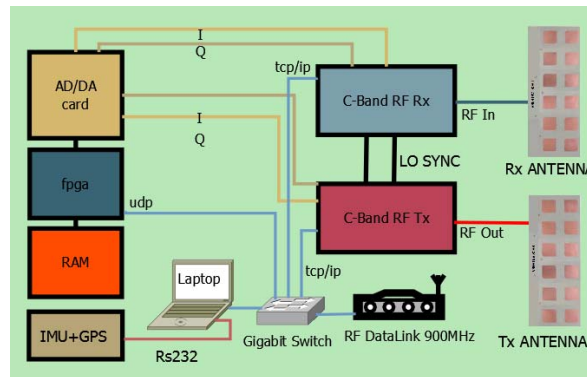 I
Q
AD/DA
card
tcp/ip
C-Band RF Rx
RF In
Rx ANTENNA
I
Q
LO SYNC
fpga
udp
C-Band RF Tx
RF Out
RAM
tcp/ip
Laptop
IMU+GPS
Rs232
Gigabit Switch
RF DataLink 900MHz
Tx ANTENNA